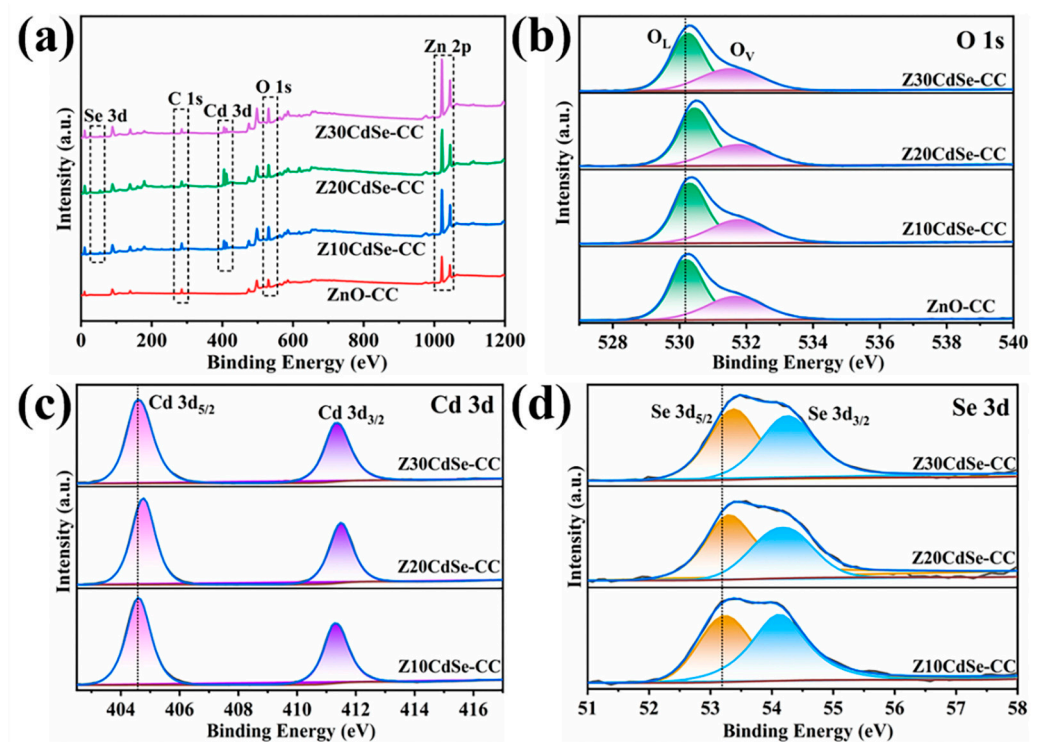 (a)
Se 3d
C 1s
Cd 3d
O 1s
Zn 2p
Z30CdSe-CC
Z20CdSe-CC
Z10CdSe-CC
ZnO-CC
Intensity (a.u.)
0 200 400 600 800 1000 1200
Binding Energy (eV)
(b)
O 1s
O_L
O_V
Z30CdSe-CC
Z20CdSe-CC
Z10CdSe-CC
ZnO-CC
Intensity (a.u.)
528 530 532 534 536 538 540
Binding Energy (eV)
(c)
Cd 3d
Cd 3d5/2
Cd 3d3/2
Z30CdSe-CC
Z20CdSe-CC
Z10CdSe-CC
Intensity (a.u.)
404 406 408 410 412 414 416
Binding Energy (eV)
(d)
Se 3d
Se 3d5/2
Se 3d3/2
Z30CdSe-CC
Z20CdSe-CC
Z10CdSe-CC
Intensity (a.u.)
51 52 53 54 55 56 57 58
Binding Energy (eV)